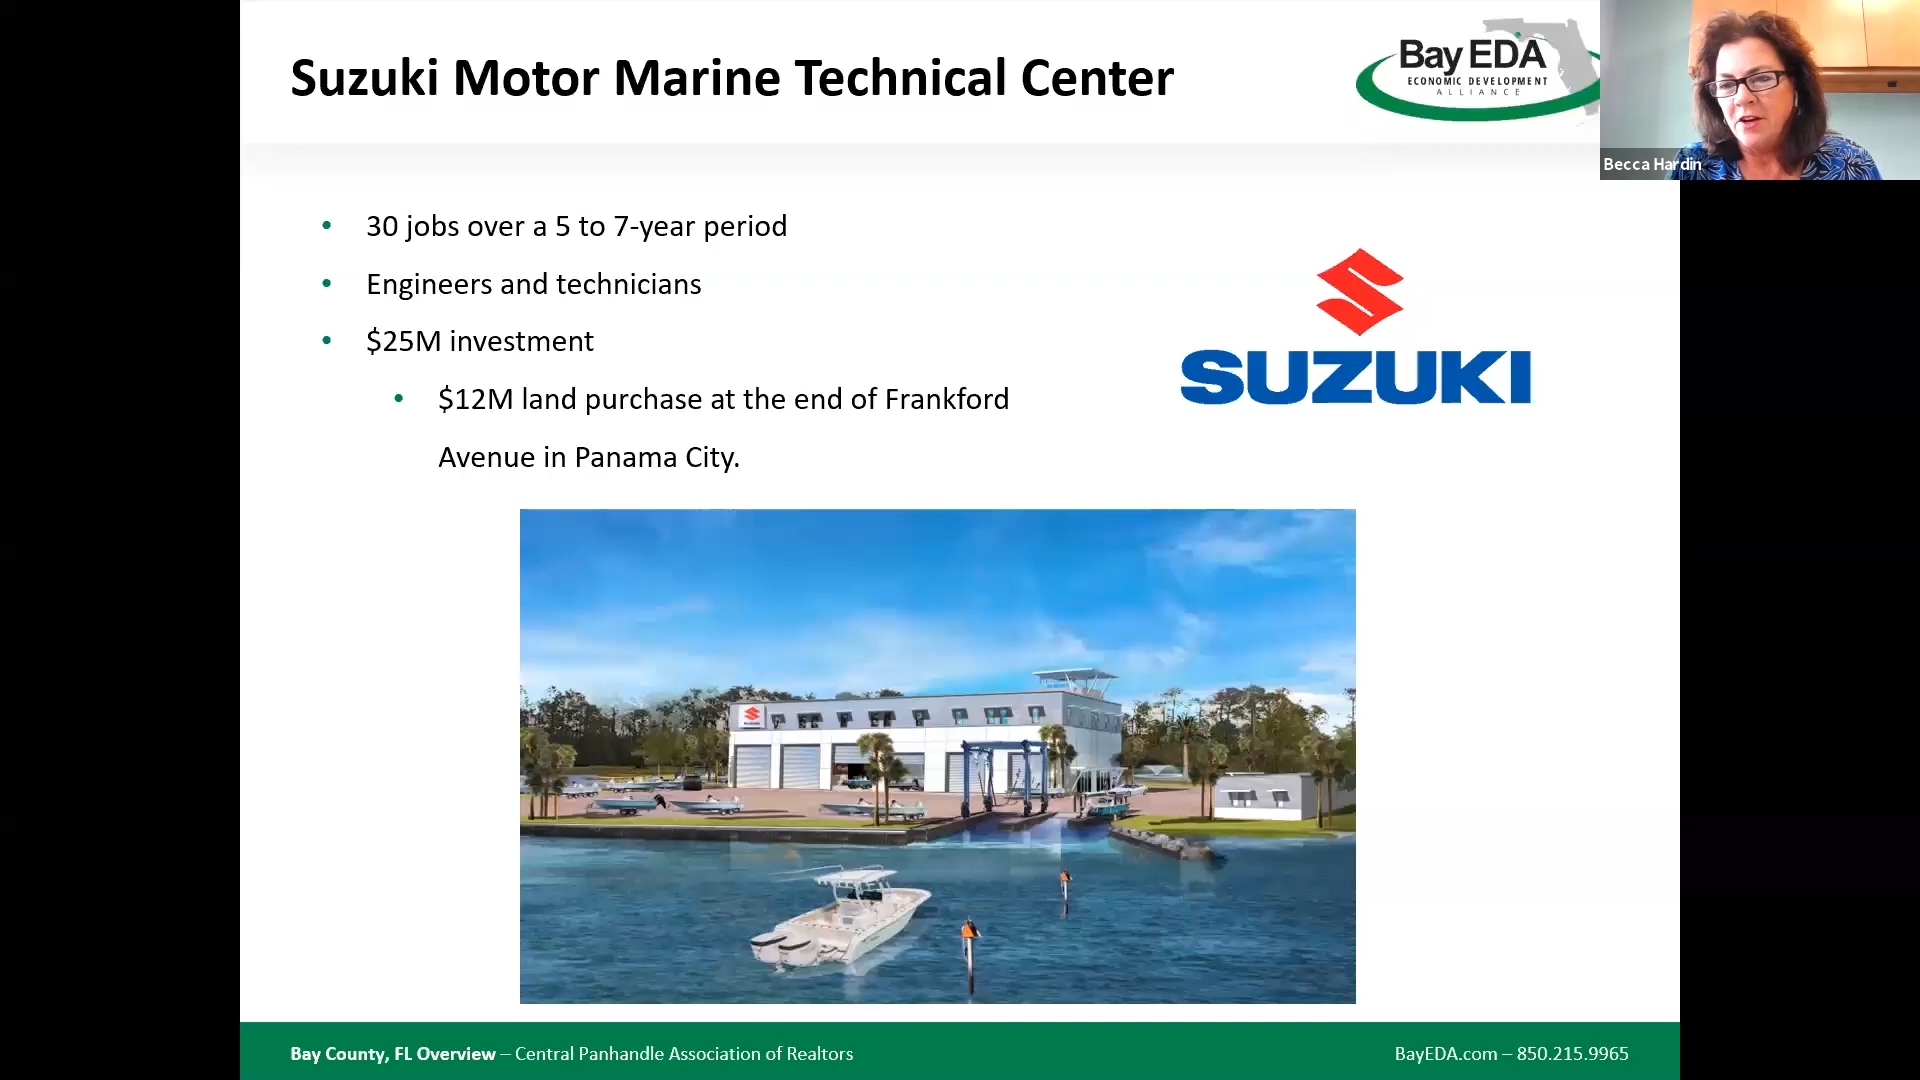 Suzuki Motor Marine Technical Center
Bay EDA
ECONOMIC DEVELOPMENT
ALLIANCE
Becca Hardin
• 30 jobs over a 5 to 7-year period
• Engineers and technicians
• $25M investment
• $12M land purchase at the end of Frankford
Avenue in Panama City.
SUZUKI
Bay County, FL Overview – Central Panhandle Association of Realtors
BayEDA.com – 850.215.9965